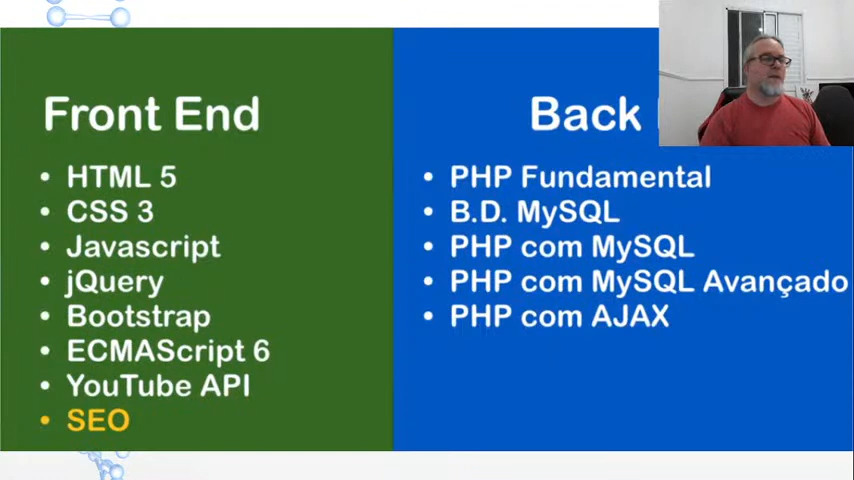 Front End
HTML 5
CSS 3
Javascript
jQuery
Bootstrap
ECMAScript 6
YouTube API
SEO
Back
PHP Fundamental
B.D. MySQL
PHP com MySQL
PHP com MySQL Avançado
PHP com AJAX